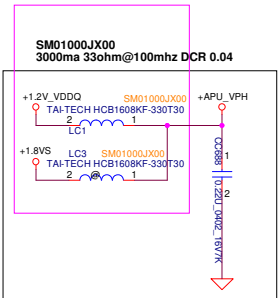 SM01000JX00
3000ma 33ohm@100mhz DCR 0.04
+1.2V_VDDQ
SM01000JX00
+APU_VPH
TAI-TECH HCB1608KF-330T30
2
1
LC1
+1.8VS
LC3
SM01000JX00
TAI-TECH HCB1608KF-330T30
2
@
1
CC688
1
0.22U_0402_16V7K
2